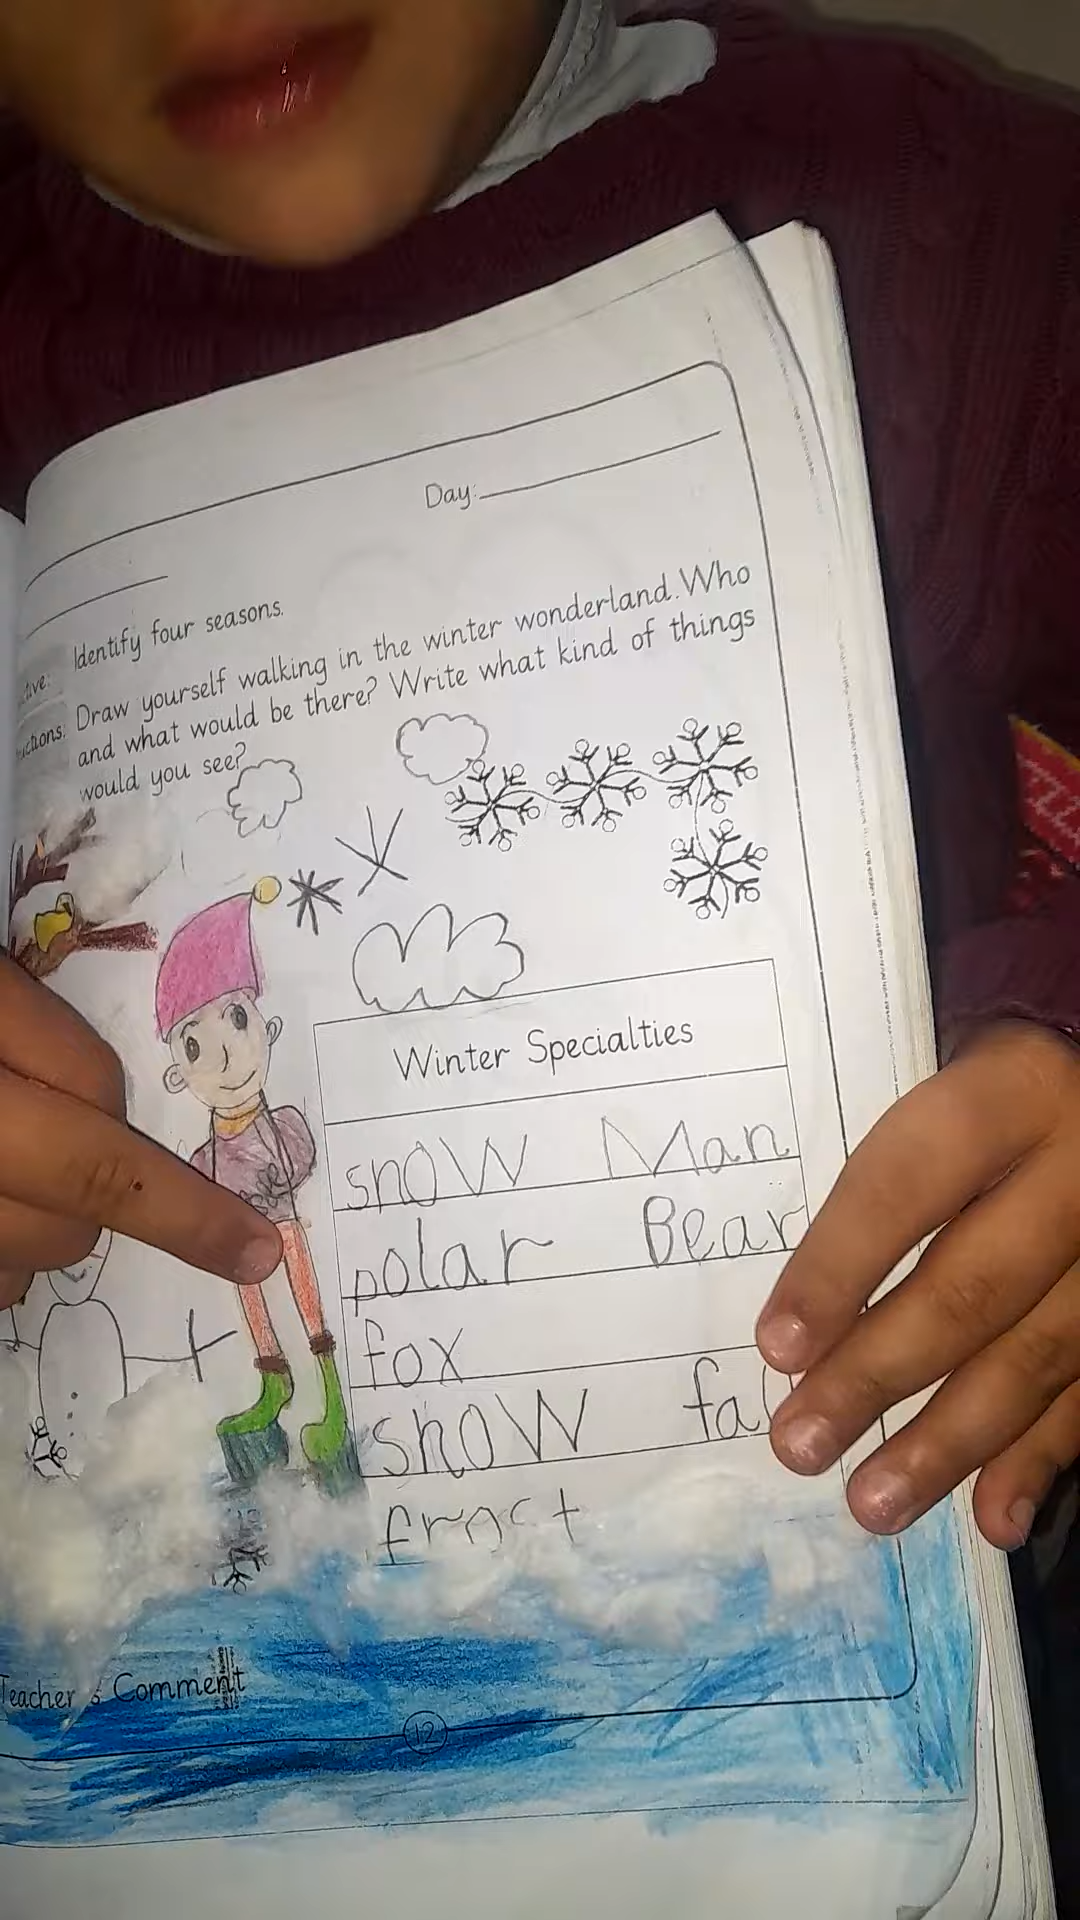 Day:
Identify four seasons.
Draw yourself walking in the winter wonderland. Who
and what would be there? Write what kind of things
would you see?
Winter Specialties
snow Man
polar Bear
fox
snow
Teacher's Comment
12